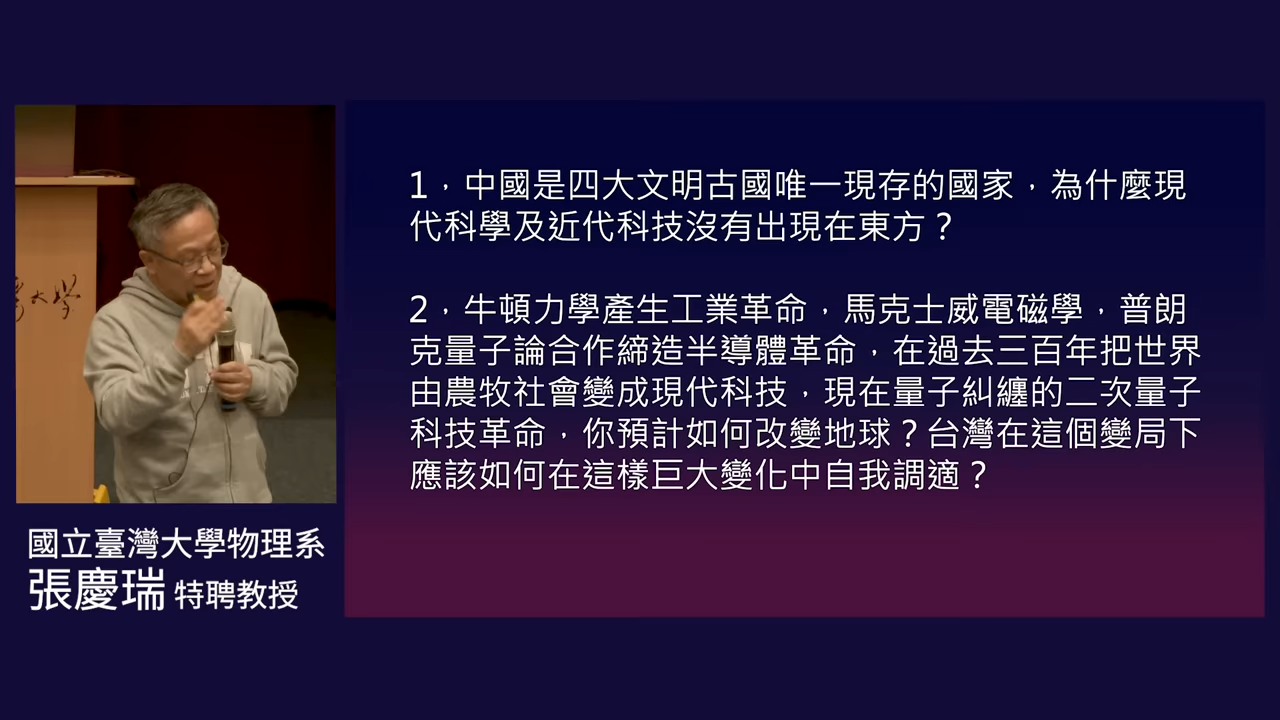 1，中國是四大文明古國唯一現存的國家，為什麼現
代科學及近代科技沒有出現在東方？
2，牛頓力學產生工業革命，馬克士威電磁學，普朗
克量子論合作締造半導體革命，在過去三百年把世界
由農牧社會變成現代科技，現在量子糾纏的二次量子
科技革命，你預計如何改變地球？台灣在這個變局下
應該如何在這樣巨大變化中自我調適？
大學
國立臺灣大學物理系
張慶瑞 特聘教授